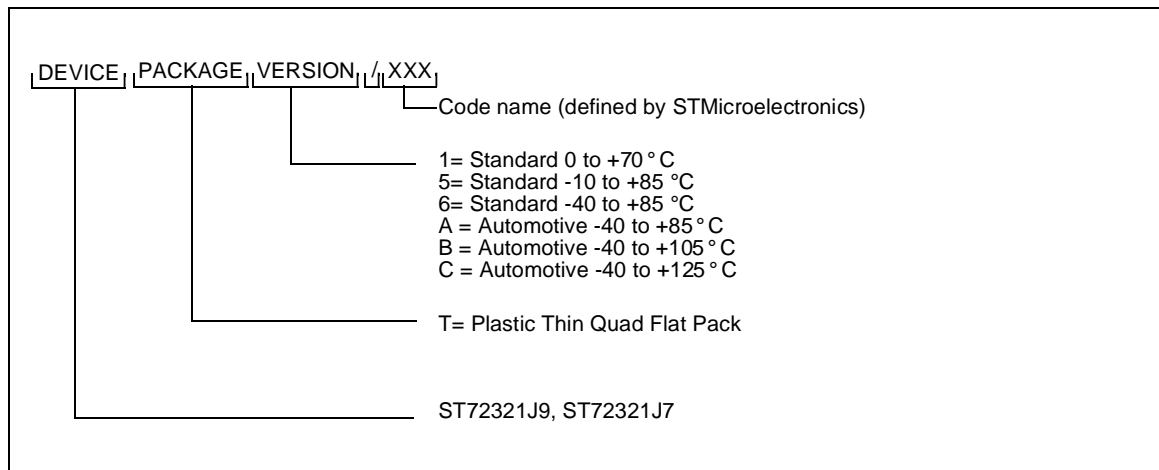 DEVICE PACKAGE VERSION / XXX
Code name (defined by STMicroelectronics)
1= Standard 0 to +70° C
5= Standard -10 to +85 °C
6= Standard -40 to +85 °C
A = Automotive -40 to +85° C
B = Automotive -40 to +105° C
C = Automotive -40 to +125° C
T= Plastic Thin Quad Flat Pack
ST72321J9, ST72321J7